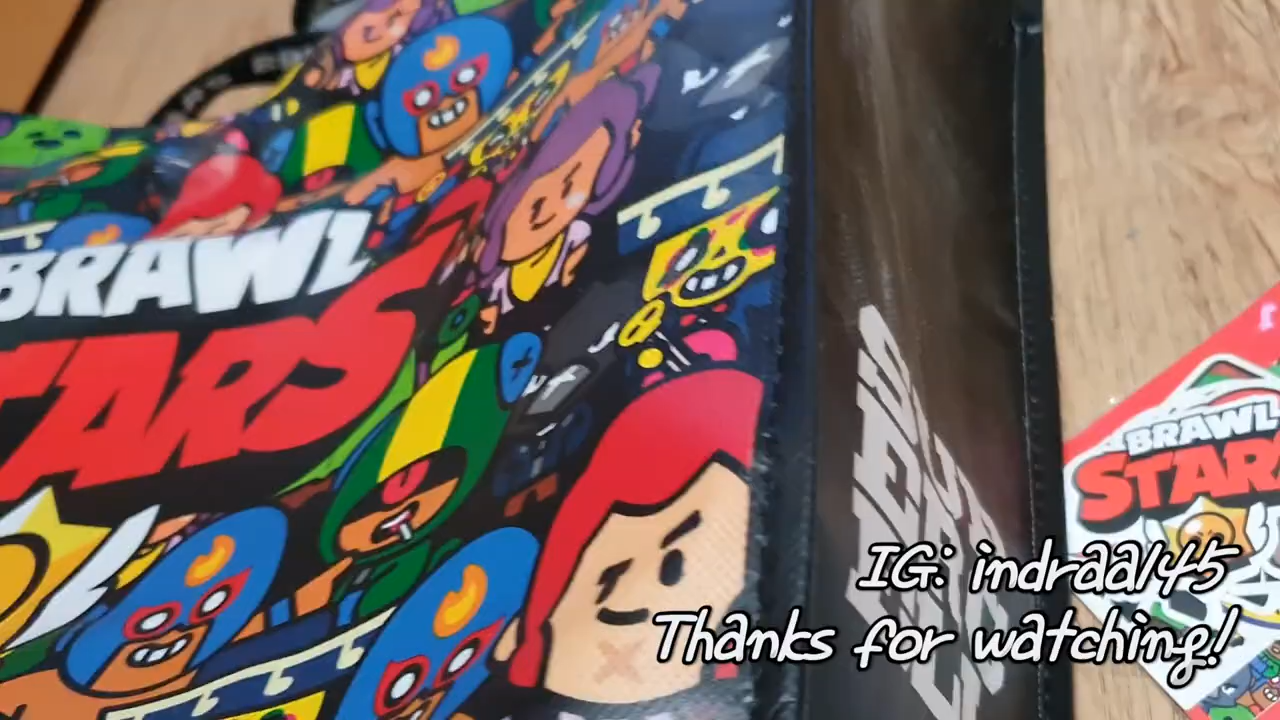 BRAWL
STARS
BRAWL
STARS
IG: indraa145
Thanks for watching!